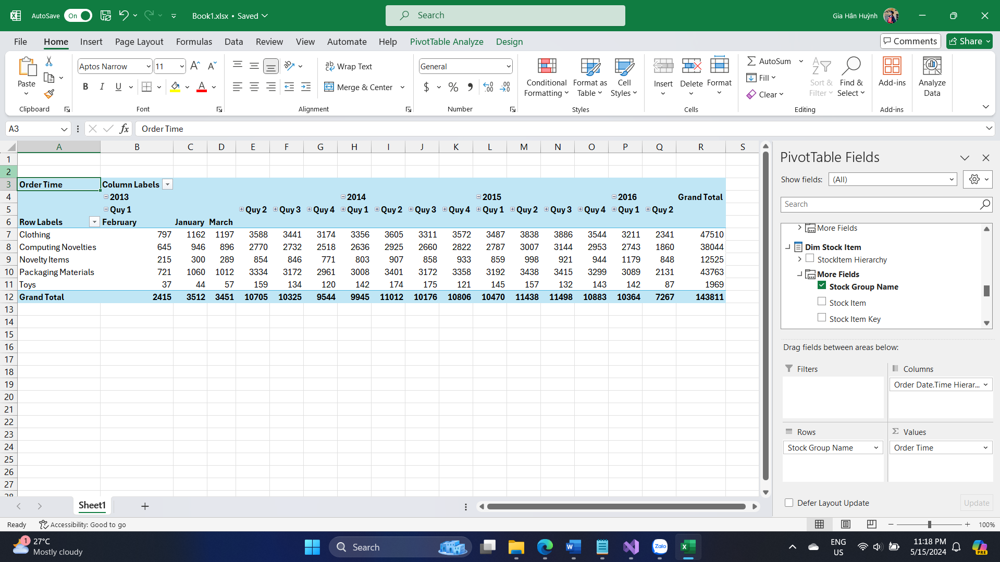 AutoSave On Book1.xlsx • Saved Search Gia Hân Huỳnh
File Home Insert Page Layout Formulas Data Review View Automate Help PivotTable Analyze Design Comments Share
Paste
Clipboard
Aptos Narrow 11
B I U
Font
Wrap Text
Merge & Center
Alignment
General
$ % 9
Number
Conditional Formatting
Format as Table
Cell Styles
Styles
Insert Delete Format
Cells
AutoSum
Fill
Clear
Sort & Filter
Find & Select
Editing
Add-ins
Add-ins
Analyze Data
A3 fx Order Time
A B C D E F G H I J K L M N O P Q R S
1
2
3 Order Time Column Labels
4 2013 2014 2015 2016 Grand Total
5 Quy 1 Quy 2 Quy 3 Quy 4 Quy 1 Quy 2 Quy 3 Quy 4 Quy 1 Quy 2 Quy 3 Quy 4 Quy 1 Quy 2
6 Row Labels February January March
7 Clothing 797 1162 1197 3588 3441 3174 3356 3605 3311 3572 3487 3838 3886 3544 3211 2341 47510
8 Computing Novelties 645 946 896 2770 2732 2518 2636 2925 2660 2822 2787 3007 3144 2953 2743 1860 38044
9 Novelty Items 215 300 289 854 846 771 803 907 858 933 859 998 921 944 1179 848 12525
10 Packaging Materials 721 1060 1012 3334 3172 2961 3008 3401 3172 3358 3192 3438 3415 3299 3089 2131 43763
11 Toys 37 44 57 159 134 120 142 174 175 121 145 157 132 143 142 87 1969
12 Grand Total 2415 3512 3451 10705 10325 9544 9945 11012 10176 10806 10470 11438 11498 10883 10364 7267 143811
13
14
15
16
17
18
19
20
21
22
23
24
25
26
27
28
PivotTable Fields
Show fields: (All)
Search
More Fields
Dim Stock Item
StockItem Hierarchy
More Fields
Stock Group Name
Stock Item
Stock Item Key
Drag fields between areas below:
Filters
Columns
Order Date.Time Hierar...
Rows
Stock Group Name
Σ Values
Order Time
Defer Layout Update Update
Sheet1
Ready Accessibility: Good to go 100%
1 27°C
Mostly cloudy
Search
Zalo
ENG
US
11:18 PM
5/15/2024
PRE